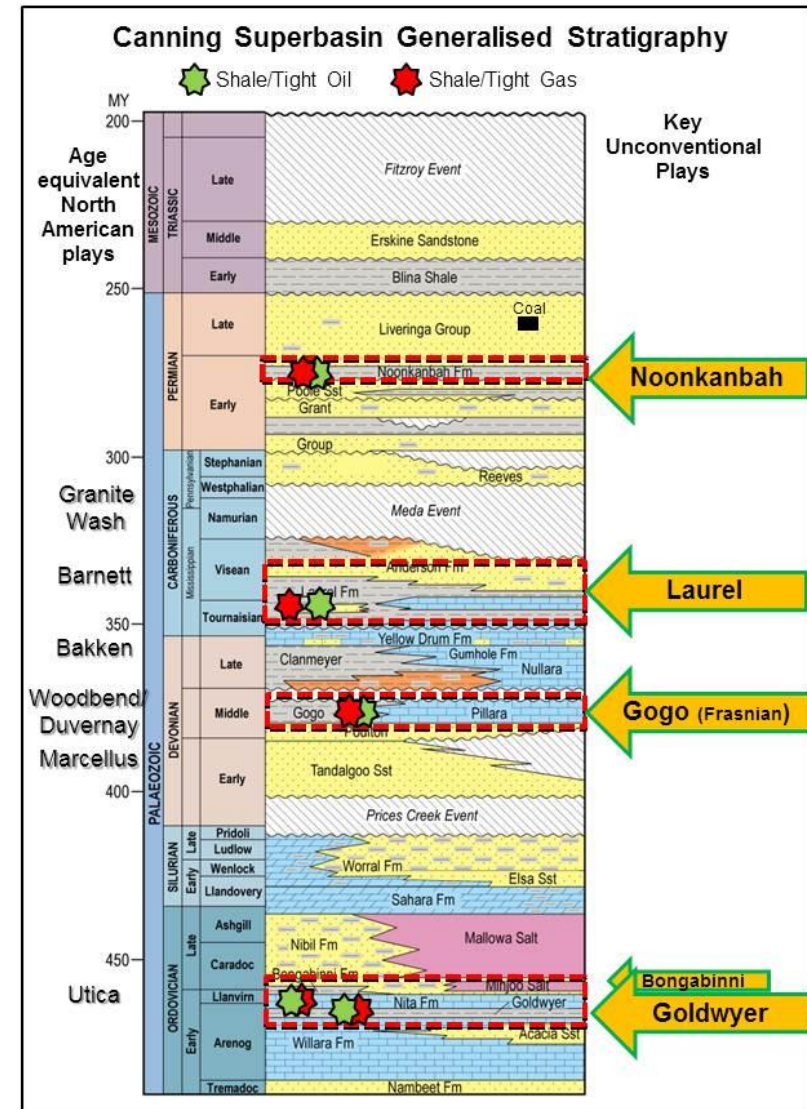 Canning Superbasin Generalised Stratigraphy
Shale/Tight Oil
Shale/Tight Gas
MY
200
250
300
350
400
450
Age
equivalent
North
American
plays
Granite
Wash
Barnett
Bakken
Woodbend/
Duvernay
Marcellus
Utica
MESOZOIC
PALAEOZOIC
TRIASSIC
PERMIAN
CARBONIFEROUS
DEVONIAN
SILURIAN
ORDOVICIAN
Pennsylvanian
Mississippian
Late
Early
Late
Early
Late
Middle
Early
Late
Early
Stephanian
Westphalian
Namurian
Visean
Tournaisian
Late
Middle
Early
Pridoli
Ludlow
Wenlock
Llandovery
Ashgill
Caradoc
Llanvirn
Arenog
Tremadoc
Fitzroy Event
Erskine Sandstone
Blina Shale
Coal
Liveringa Group
Noonkanbah Fm
Poole Sst
Grant
Group
Reeves
Meda Event
Anderson Fm
Laurel Fm
Yellow Drum Fm
Gumhole Fm
Clanmeyer
Nullara
Gogo
Pillara
Poulton
Tandalgoo Sst
Prices Creek Event
Worral Fm
Elsa Sst
Sahara Fm
Nibil Fm
Mallowa Salt
Bongabinni Fm
Minjoo Salt
Nita Fm
Goldwyer
Acacia Sst
Willara Fm
Nambeet Fm
Key
Unconventional
Plays
Noonkanbah
Laurel
Gogo (Frasnian)
Bongabinni
Goldwyer